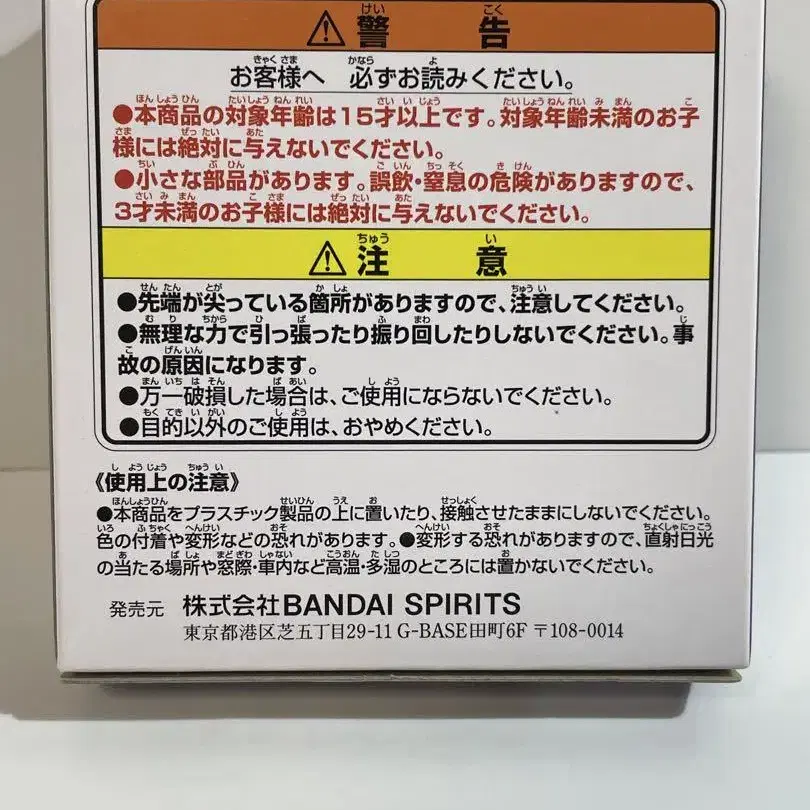 ⚠警 告
お客様へ 必ずお読みください。
●本商品の対象年齢は15才以上です。対象年齢未満のお子
様には絶対に与えないでください。
●小さな部品があります。誤飲・窒息の危険がありますので、
3才未満のお子様には絶対に与えないでください。
⚠注 意
●先端が尖っている箇所がありますので、注意してください。
●無理な力で引っ張ったり振り回したりしないでください。事
故の原因になります。
●万一破損した場合は、ご使用にならないでください。
●目的以外のご使用は、おやめください。
《使用上の注意》
●本商品をプラスチック製品の上に置いたり、接触させたままにしないでください。
色の付着や変形などの恐れがあります。●変形する恐れがありますので、直射日光
の当たる場所や窓際・車内など高温・多湿のところには置かないでください。
発売元 株式会社BANDAI SPIRITS
東京都港区芝五丁目29-11 G-BASE田町6F 〒108-0014